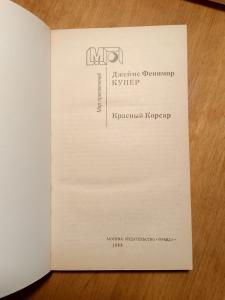 М
Мир приключений
Джеймс Фенимор
КУПЕР
Красный Корсар
МОСКВА ИЗДАТЕЛЬСТВО «ПРАВДА»